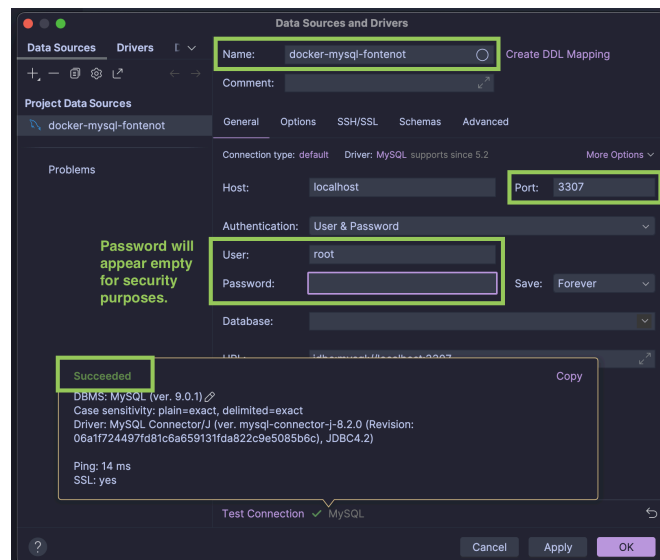 Data Sources and Drivers
Data Sources Drivers
Name: docker-mysql-fontenot Create DDL Mapping
Comment:
Project Data Sources
docker-mysql-fontenot
General Options SSH/SSL Schemas Advanced
Connection type: default Driver: MySQL supports since 5.2 More Options
Problems
Host: localhost Port: 3307
Authentication: User & Password
Password will
appear empty
for security
purposes.
User: root
Password: Save: Forever
Database:
URL: jdbc:mysql://localhost:3307
Succeeded Copy
DBMS: MySQL (ver. 9.0.1)
Case sensitivity: plain=exact, delimited=exact
Driver: MySQL Connector/J (ver. mysql-connector-j-8.2.0 (Revision:
06a1f724497fd81c6a659131fda822c9e5085b6c), JDBC4.2)
Ping: 14 ms
SSL: yes
Test Connection ✓ MySQL
? Cancel Apply OK